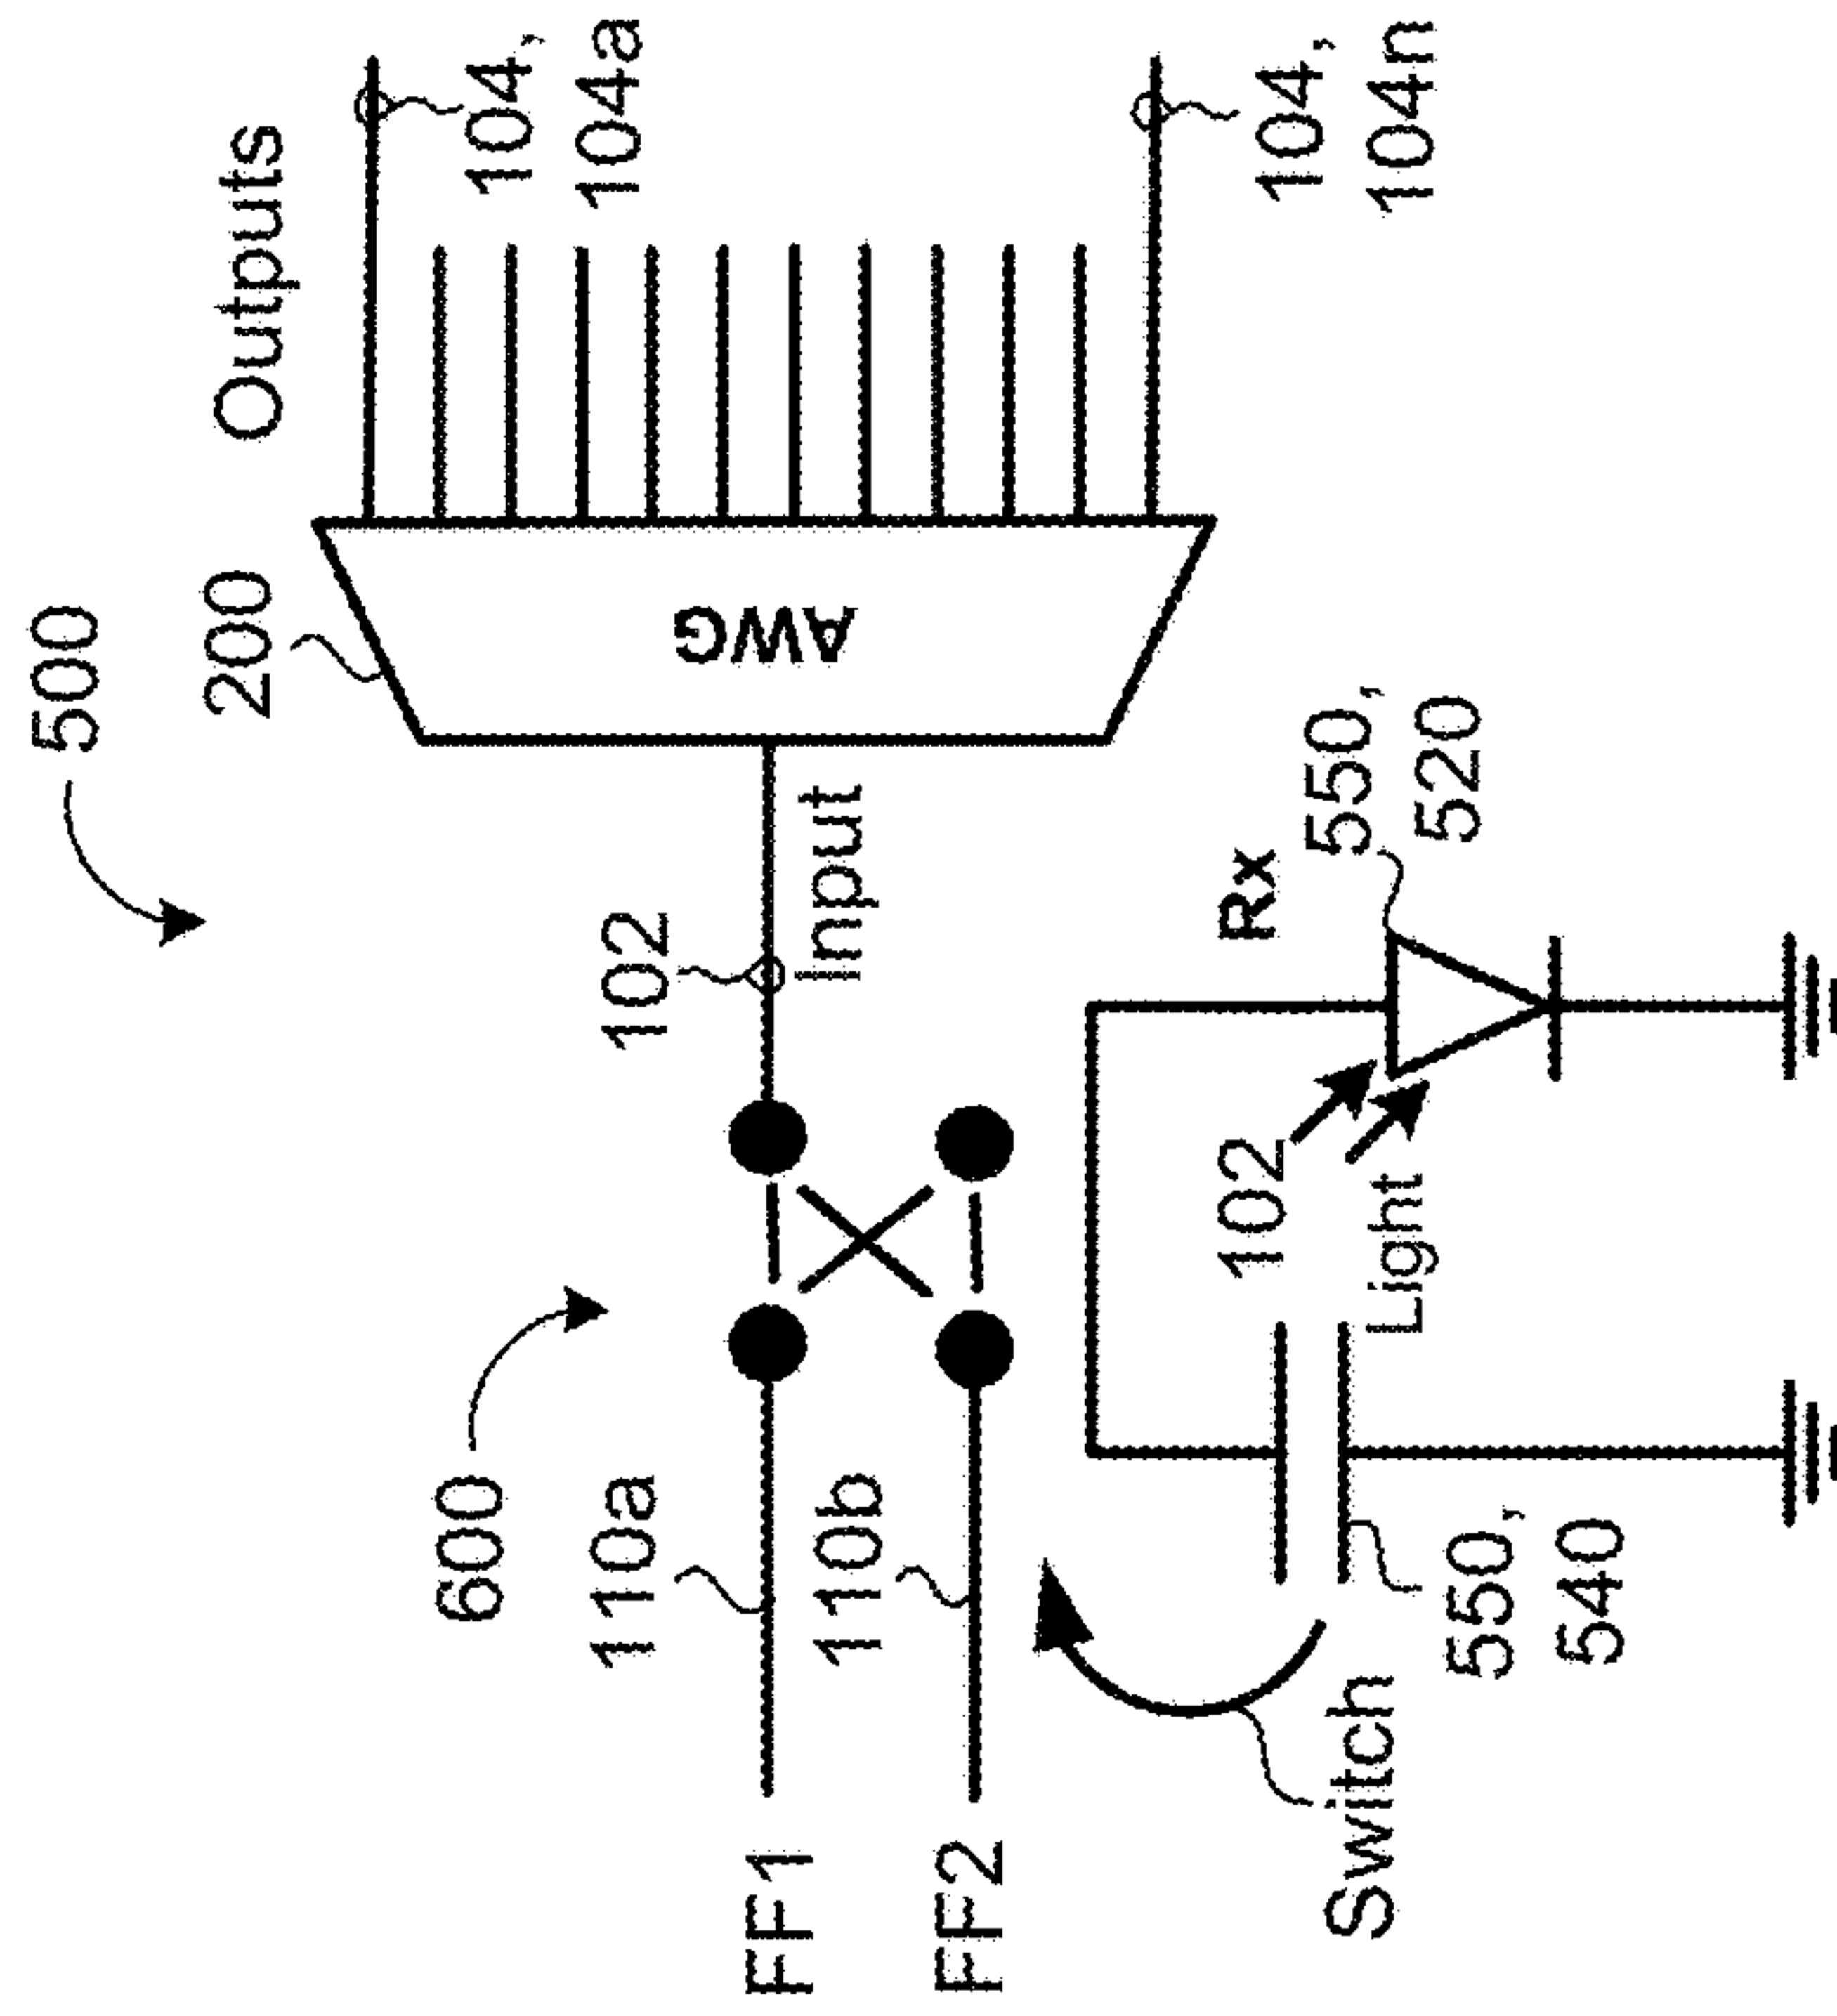 500
200
Outputs
104,
104a
104,
104n
AWG
600
102
Input
110a
110b
FF1
FF2
Rx
550,
520
102
Light
550,
540
Switch